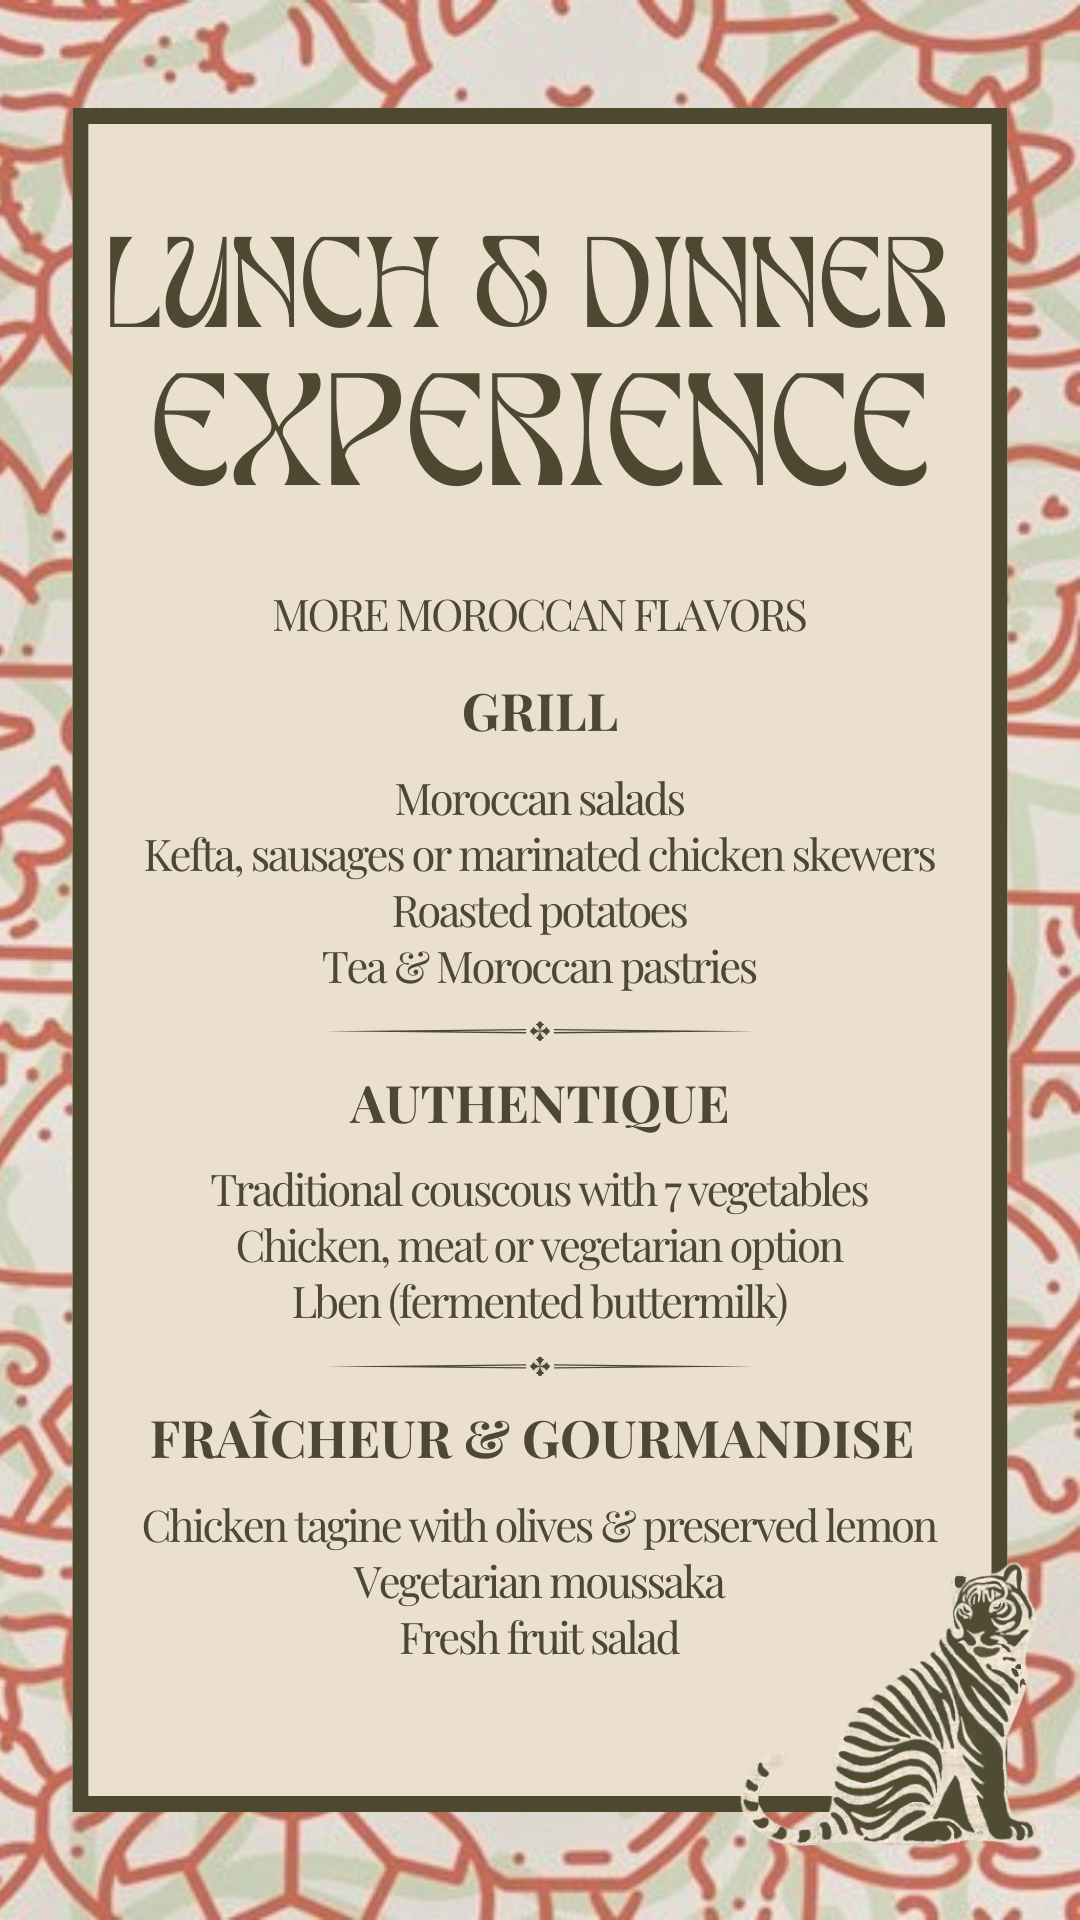 LUNCH & DINNER
EXPERIENCE
MORE MOROCCAN FLAVORS
GRILL
Moroccan salads
Kefta, sausages or marinated chicken skewers
Roasted potatoes
Tea & Moroccan pastries
AUTHENTIQUE
Traditional couscous with 7 vegetables
Chicken, meat or vegetarian option
Lben (fermented buttermilk)
FRAÎCHEUR & GOURMANDISE
Chicken tagine with olives & preserved lemon
Vegetarian moussaka
Fresh fruit salad